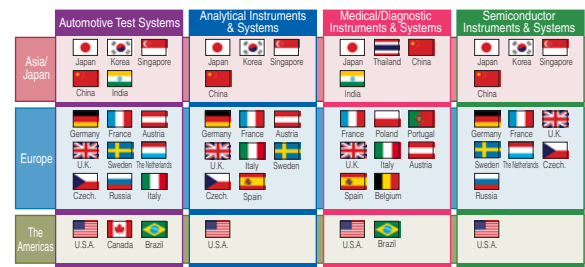 Automotive Test Systems
Analytical Instruments
& Systems
Medical/Diagnostic
Instruments & Systems
Semiconductor
Instruments & Systems
Asia/
Japan
Japan Korea Singapore
China India
Japan Korea Singapore
China
Japan Thailand China
India
Japan Korea Singapore
China
Europe
Germany France Austria
U.K. Sweden The Netherlands
Czech. Russia Italy
Germany France Austria
U.K. Italy Sweden
Czech. Spain
France Poland Portugal
U.K. Italy Austria
Spain Belgium
Germany France U.K.
Sweden The Netherlands Czech.
Russia
The
Americas
U.S.A. Canada Brazil
U.S.A.
U.S.A. Brazil
U.S.A.